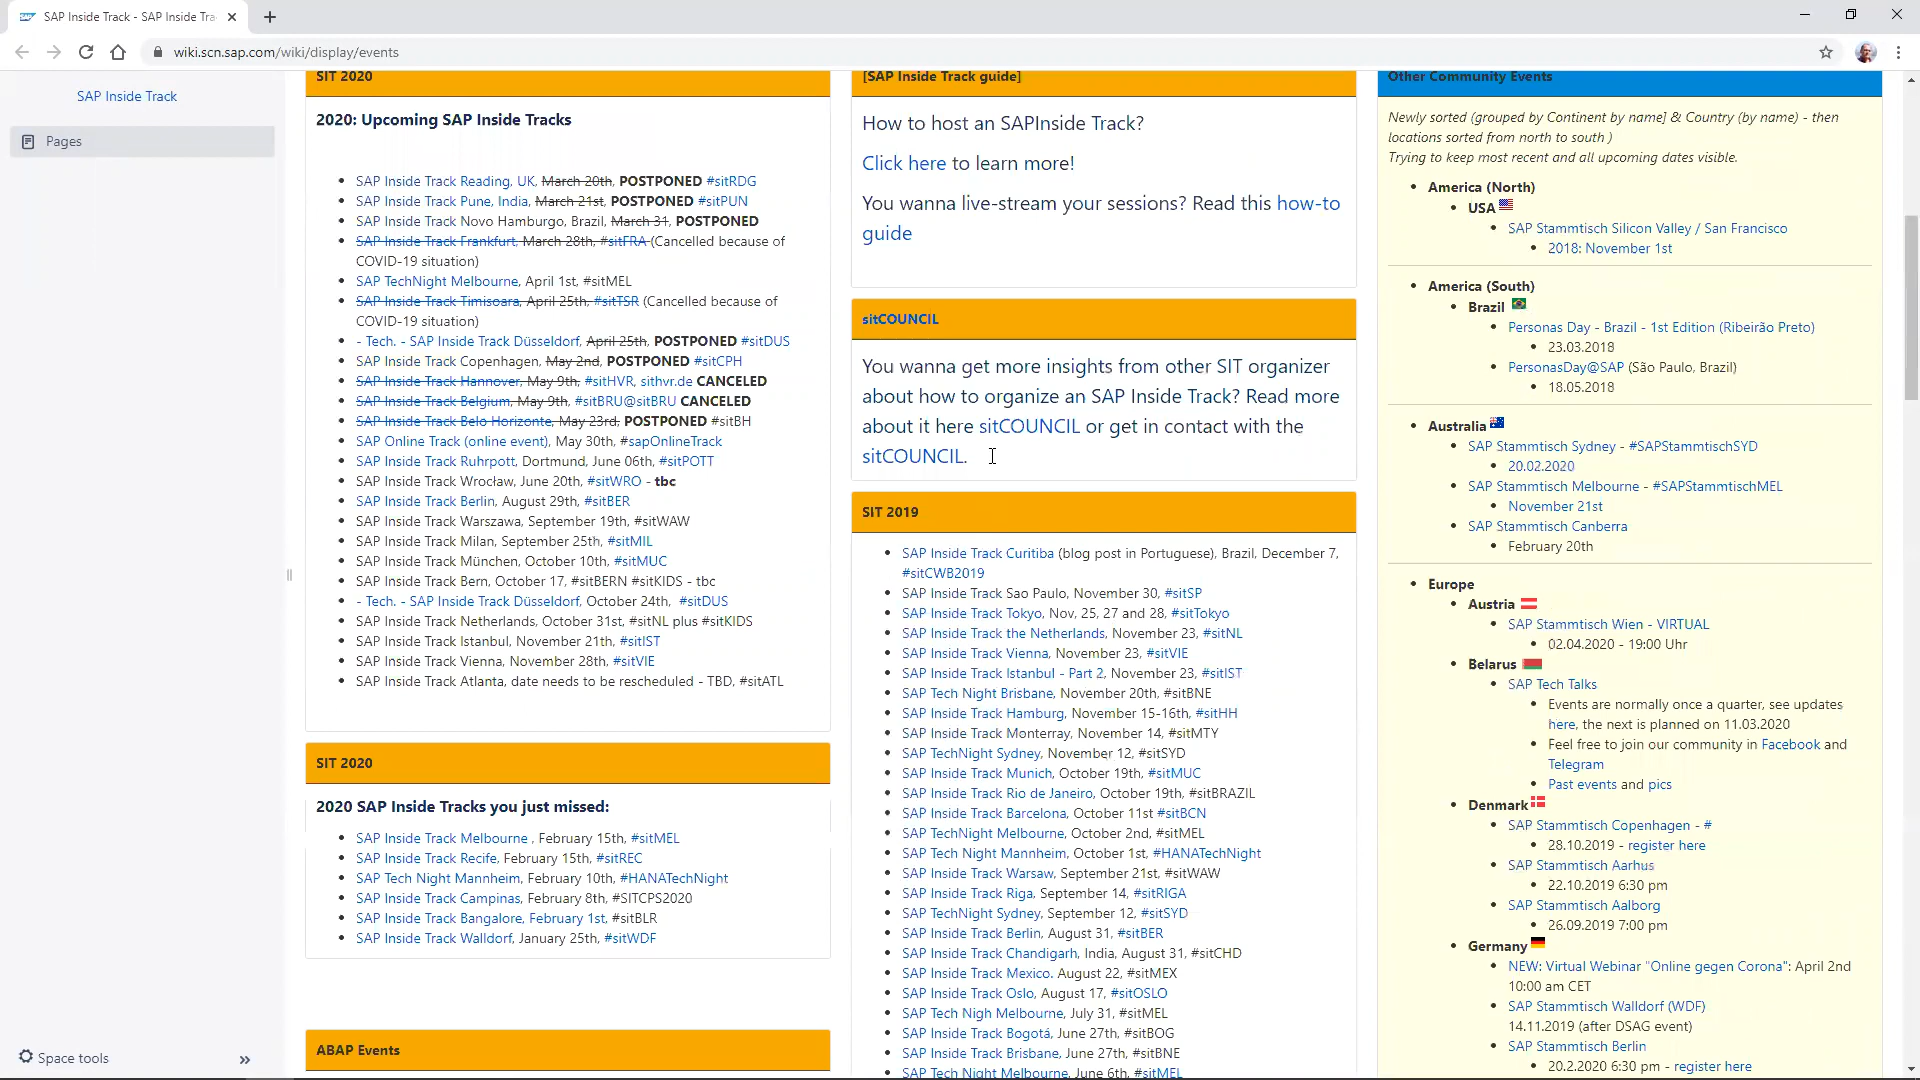 SAP Inside Track - SAP Inside Tra
wiki.scn.sap.com/wiki/display/events
SAP Inside Track
Pages
Space tools
SIT 2020
2020: Upcoming SAP Inside Tracks
SAP Inside Track Reading, UK, March 20th, POSTPONED #sitRDG
SAP Inside Track Pune, India, March 21st, POSTPONED #sitPUN
SAP Inside Track Novo Hamburgo, Brazil, March 31, POSTPONED
SAP Inside Track Frankfurt, March 28th, #sitFRA (Cancelled because of
COVID-19 situation)
SAP TechNight Melbourne, April 1st, #sitMEL
SAP Inside Track Timisoara, April 25th, #sitTSR (Cancelled because of
COVID-19 situation)
- Tech. - SAP Inside Track Düsseldorf, April 25th, POSTPONED #sitDUS
SAP Inside Track Copenhagen, May 2nd, POSTPONED #sitCPH
SAP Inside Track Hannover, May 9th, #sitHVR, sithvr.de CANCELED
SAP Inside Track Belgium, May 9th, #sitBRU@sitBRU CANCELED
SAP Inside Track Belo Horizonte, May 23rd, POSTPONED #sitBH
SAP Online Track (online event), May 30th, #sapOnlineTrack
SAP Inside Track Ruhrpott, Dortmund, June 06th, #sitPOTT
SAP Inside Track Wrocław, June 20th, #sitWRO - tbc
SAP Inside Track Berlin, August 29th, #sitBER
SAP Inside Track Warszawa, September 19th, #sitWAW
SAP Inside Track Milan, September 25th, #sitMIL
SAP Inside Track München, October 10th, #sitMUC
SAP Inside Track Bern, October 17, #sitBERN #sitKIDS - tbc
- Tech. - SAP Inside Track Düsseldorf, October 24th, #sitDUS
SAP Inside Track Netherlands, October 31st, #sitNL plus #sitKIDS
SAP Inside Track Istanbul, November 21th, #sitIST
SAP Inside Track Vienna, November 28th, #sitVIE
SAP Inside Track Atlanta, date needs to be rescheduled - TBD, #sitATL
SIT 2020
2020 SAP Inside Tracks you just missed:
SAP Inside Track Melbourne , February 15th, #sitMEL
SAP Inside Track Recife, February 15th, #sitREC
SAP Tech Night Mannheim, February 10th, #HANATechNight
SAP Inside Track Campinas, February 8th, #SITCPS2020
SAP Inside Track Bangalore, February 1st, #sitBLR
SAP Inside Track Walldorf, January 25th, #sitWDF
ABAP Events
[SAP Inside Track guide]
How to host an SAPInside Track?
Click here to learn more!
You wanna live-stream your sessions? Read this how-to
guide
sitCOUNCIL
You wanna get more insights from other SIT organizer
about how to organize an SAP Inside Track? Read more
about it here sitCOUNCIL or get in contact with the
sitCOUNCIL.
SIT 2019
SAP Inside Track Curitiba (blog post in Portuguese), Brazil, December 7,
#sitCWB2019
SAP Inside Track Sao Paulo, November 30, #sitSP
SAP Inside Track Tokyo, Nov, 25, 27 and 28, #sitTokyo
SAP Inside Track the Netherlands, November 23, #sitNL
SAP Inside Track Vienna, November 23, #sitVIE
SAP Inside Track Istanbul - Part 2, November 23, #sitIST
SAP Tech Night Brisbane, November 20th, #sitBNE
SAP Inside Track Hamburg, November 15-16th, #sitHH
SAP Inside Track Monterray, November 14, #sitMTY
SAP TechNight Sydney, November 12, #sitSYD
SAP Inside Track Munich, October 19th, #sitMUC
SAP Inside Track Rio de Janeiro, October 19th, #sitBRAZIL
SAP Inside Track Barcelona, October 11st #sitBCN
SAP TechNight Melbourne, October 2nd, #sitMEL
SAP Tech Night Mannheim, October 1st, #HANATechNight
SAP Inside Track Warsaw, September 21st, #sitWAW
SAP Inside Track Riga, September 14, #sitRIGA
SAP TechNight Sydney, September 12, #sitSYD
SAP Inside Track Berlin, August 31, #sitBER
SAP Inside Track Chandigarh, India, August 31, #sitCHD
SAP Inside Track Mexico. August 22, #sitMEX
SAP Inside Track Oslo, August 17, #sitOSLO
SAP Tech Nigh Melbourne, July 31, #sitMEL
SAP Inside Track Bogotá, June 27th, #sitBOG
SAP Inside Track Brisbane, June 27th, #sitBNE
SAP Tech Night Melbourne, June 6th, #sitMEL
Other Community Events
Newly sorted (grouped by Continent by name] & Country (by name) - then
locations sorted from north to south )
Trying to keep most recent and all upcoming dates visible.
America (North)
USA
SAP Stammtisch Silicon Valley / San Francisco
2018: November 1st
America (South)
Brazil
Personas Day - Brazil - 1st Edition (Ribeirão Preto)
23.03.2018
PersonasDay@SAP (São Paulo, Brazil)
18.05.2018
Australia
SAP Stammtisch Sydney - #SAPStammtischSYD
20.02.2020
SAP Stammtisch Melbourne - #SAPStammtischMEL
November 21st
SAP Stammtisch Canberra
February 20th
Europe
Austria
SAP Stammtisch Wien - VIRTUAL
02.04.2020 - 19:00 Uhr
Belarus
SAP Tech Talks
Events are normally once a quarter, see updates
here, the next is planned on 11.03.2020
Feel free to join our community in Facebook and
Telegram
Past events and pics
Denmark
SAP Stammtisch Copenhagen - #
28.10.2019 - register here
SAP Stammtisch Aarhus
22.10.2019 6:30 pm
SAP Stammtisch Aalborg
26.09.2019 7:00 pm
Germany
NEW: Virtual Webinar "Online gegen Corona": April 2nd
10:00 am CET
SAP Stammtisch Walldorf (WDF)
14.11.2019 (after DSAG event)
SAP Stammtisch Berlin
20.2.2020 6:30 pm - register here